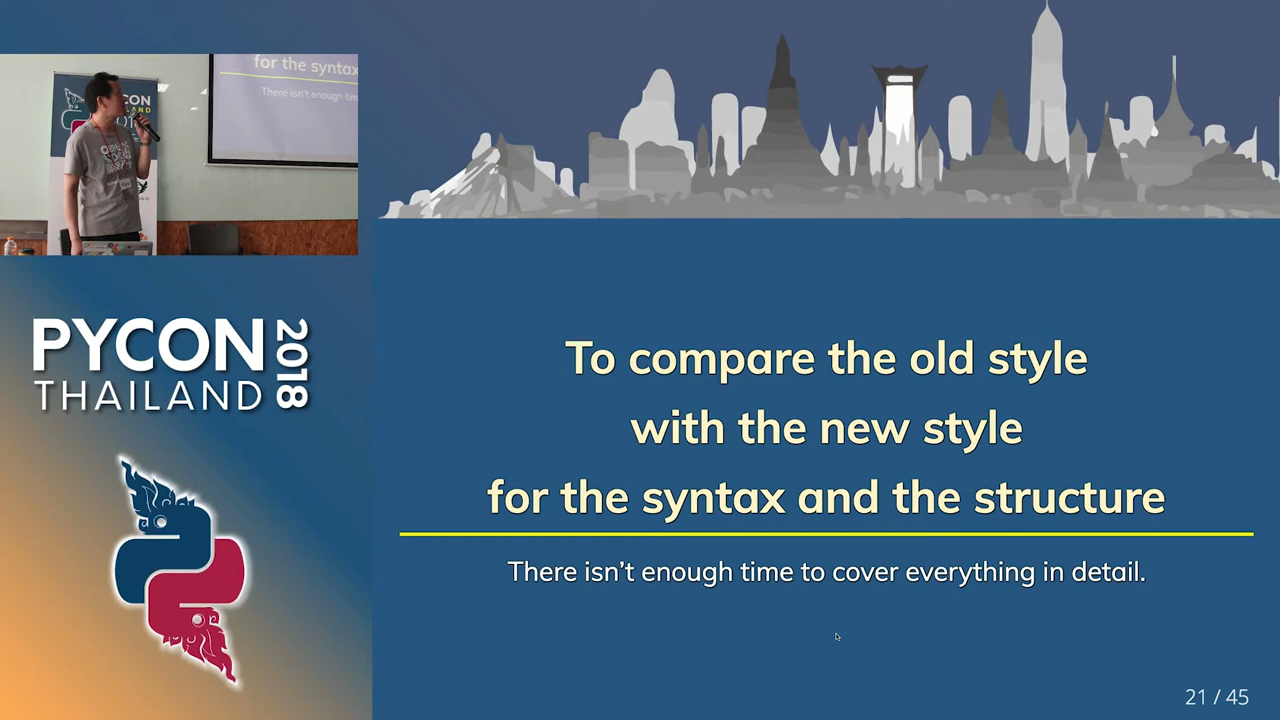 for the syntax
There isn't enough tim
CON
PYCON
THAILAND
2018
To compare the old style
with the new style
for the syntax and the structure
There isn't enough time to cover everything in detail.
21 / 45